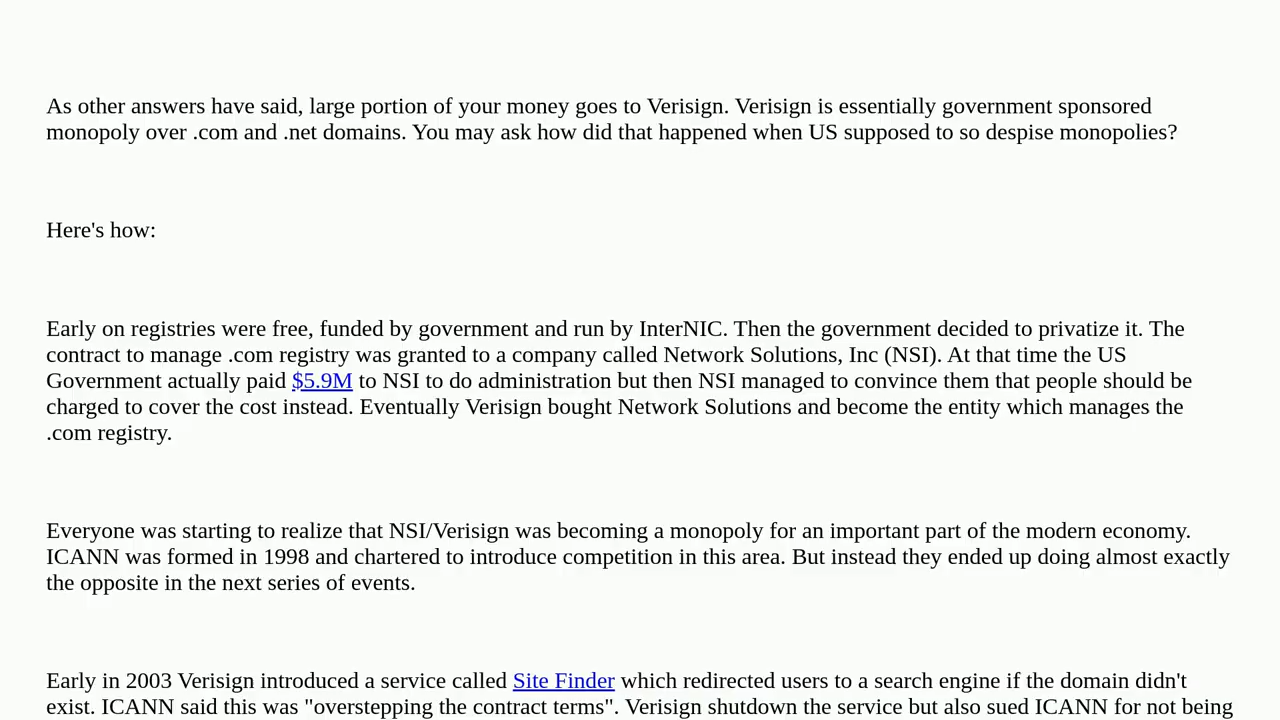 As other answers have said, large portion of your money goes to Verisign. Verisign is essentially government sponsored
monopoly over .com and .net domains. You may ask how did that happened when US supposed to so despise monopolies?
Here's how:
Early on registries were free, funded by government and run by InterNIC. Then the government decided to privatize it. The
contract to manage .com registry was granted to a company called Network Solutions, Inc (NSI). At that time the US
Government actually paid $5.9M to NSI to do administration but then NSI managed to convince them that people should be
charged to cover the cost instead. Eventually Verisign bought Network Solutions and become the entity which manages the
.com registry.
Everyone was starting to realize that NSI/Verisign was becoming a monopoly for an important part of the modern economy.
ICANN was formed in 1998 and chartered to introduce competition in this area. But instead they ended up doing almost exactly
the opposite in the next series of events.
Early in 2003 Verisign introduced a service called Site Finder which redirected users to a search engine if the domain didn't
exist. ICANN said this was "overstepping the contract terms". Verisign shutdown the service but also sued ICANN for not being